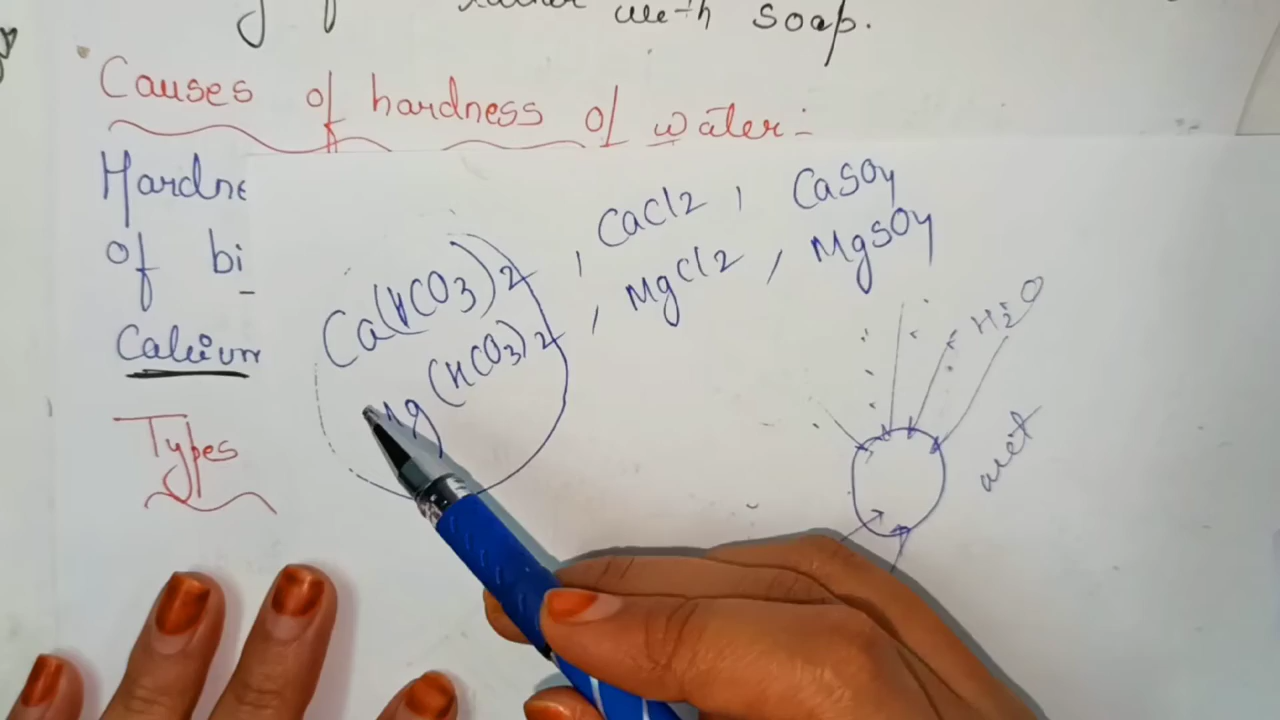 with soap.
Causes of hardness of water:-
Hardne
of bi
Calcium
Types
Ca(HCO3)2, CaCl2, CaSO4
Mg(HCO3)2, MgCl2, MgSO4
H2O